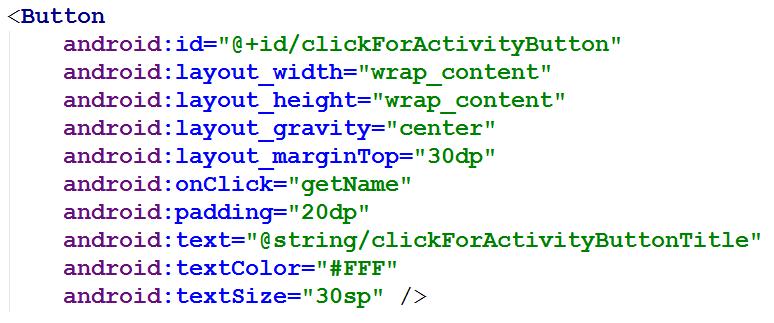 <Button
android:id="@+id/clickForActivityButton"
android:layout_width="wrap_content"
android:layout_height="wrap_content"
android:layout_gravity="center"
android:layout_marginTop="30dp"
android:onClick="getName"
android:padding="20dp"
android:text="@string/clickForActivityButtonTitle"
android:textColor="#FFF"
android:textSize="30sp" />